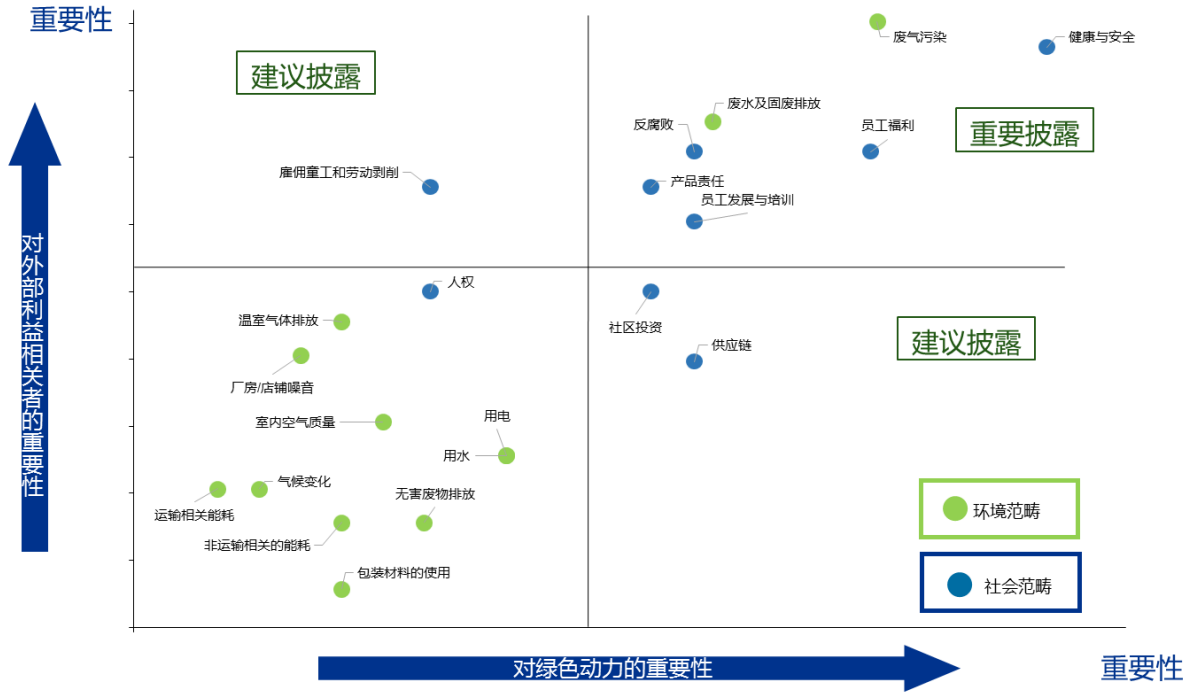 重要性
废气污染
健康与安全
建议披露
废水及固废排放
反腐败
员工福利
重要披露
雇佣童工和劳动剥削
产品责任
员工发展与培训
对外部利益相关者的重要性
人权
温室气体排放
社区投资
建议披露
供应链
厂房/店铺噪音
室内空气质量
用电
用水
气候变化
无害废物排放
运输相关能耗
环境范畴
非运输相关的能耗
包装材料的使用
社会范畴
对绿色动力的重要性
重要性